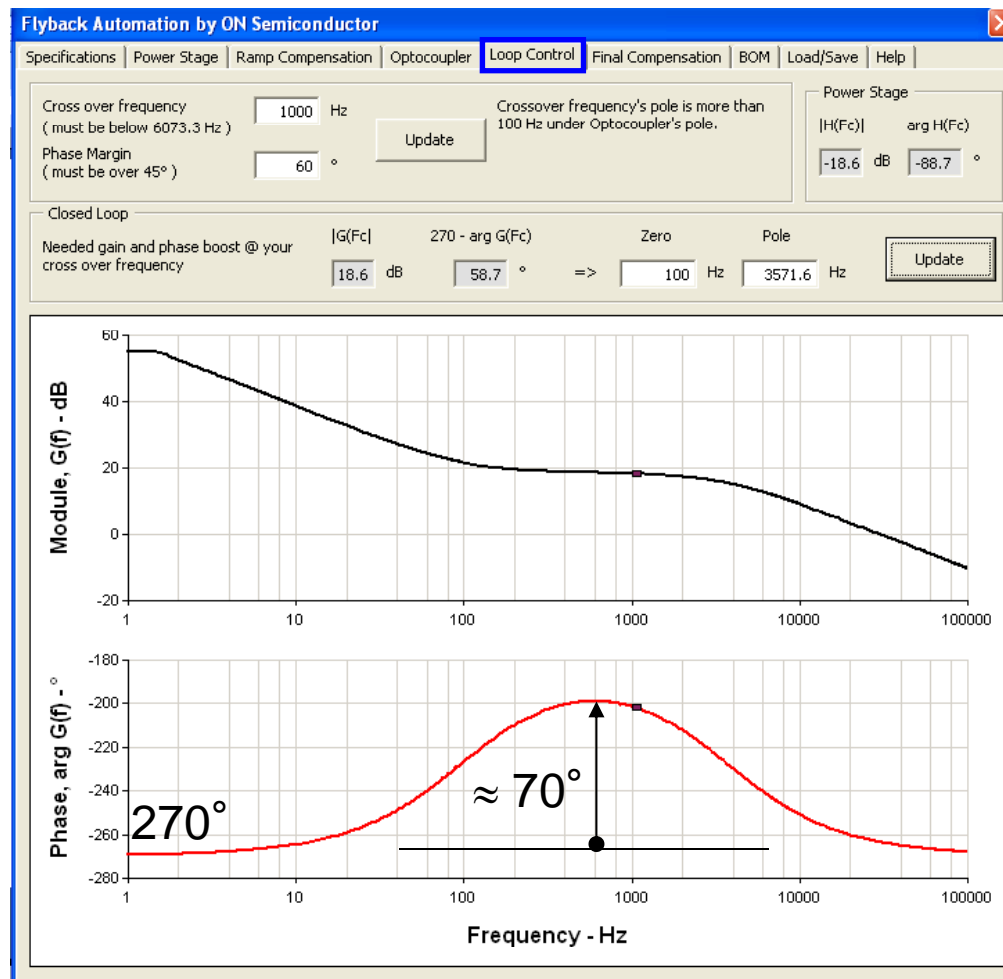 Flyback Automation by ON Semiconductor
Specifications Power Stage Ramp Compensation Optocoupler Loop Control Final Compensation BOM Load/Save Help
Cross over frequency
( must be below 6073.3 Hz )
1000 Hz
Phase Margin
( must be over 45° )
60 °
Update
Crossover frequency's pole is more than
100 Hz under Optocoupler's pole.
Power Stage
|H(Fc)| arg H(Fc)
-18.6 dB -88.7 °
Closed Loop
Needed gain and phase boost @ your
cross over frequency
|G(Fc| 270 - arg G(Fc) Zero Pole
18.6 dB 58.7 ° => 100 Hz 3571.6 Hz
Update
Module, G(f) - dB
60
40
20
0
-20
1 10 100 1000 10000 100000
Phase, arg G(f) - °
-180
-200
-220
-240
-260
-280
270°
≈ 70°
1 10 100 1000 10000 100000
Frequency - Hz